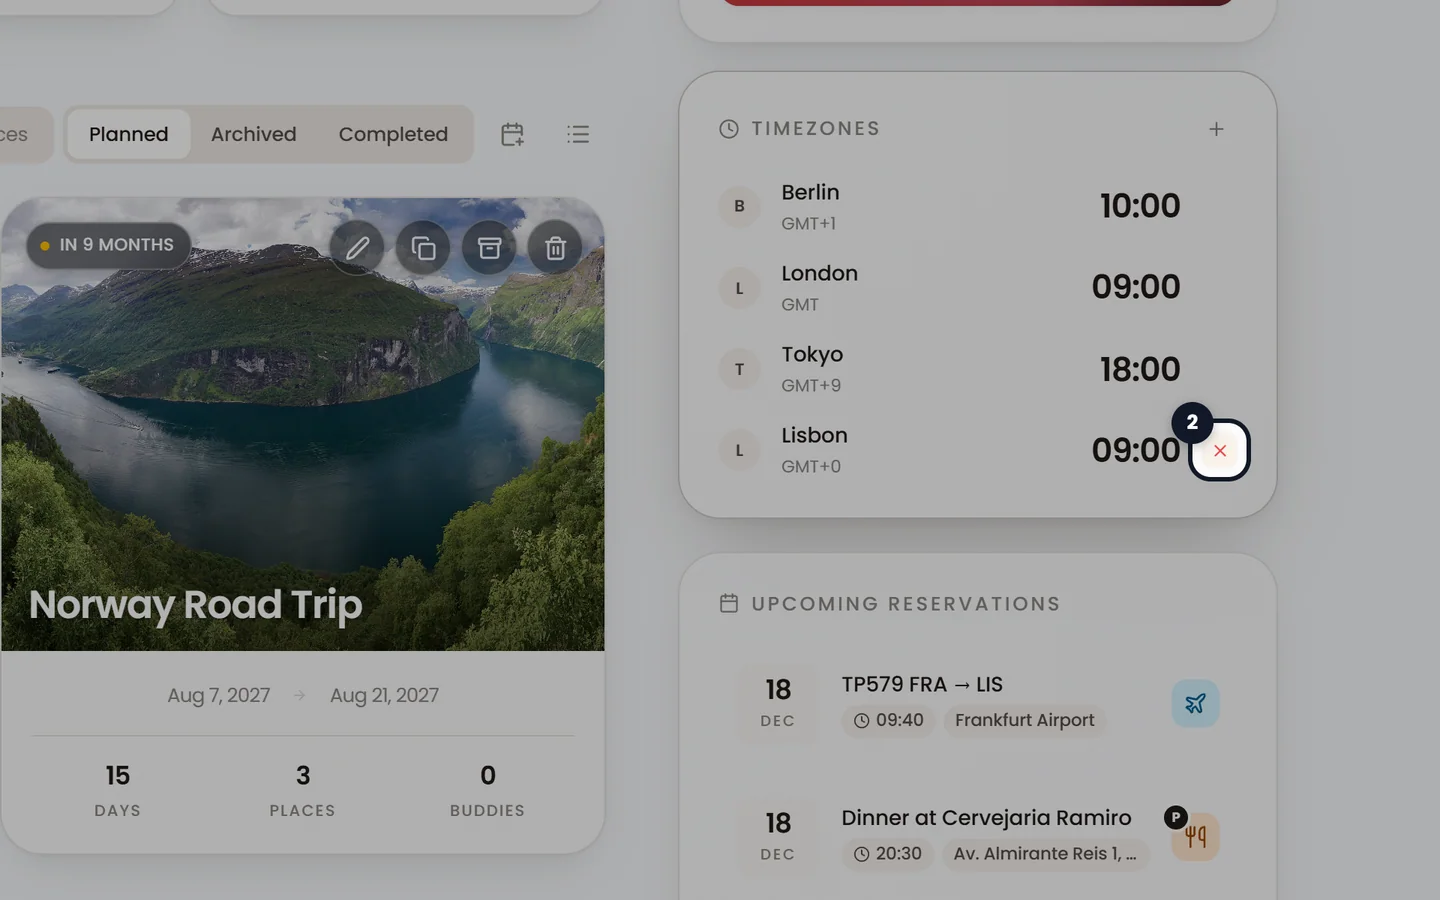 ces
Planned
Archived
Completed
IN 9 MONTHS
Norway Road Trip
Aug 7, 2027 → Aug 21, 2027
15
DAYS
3
PLACES
0
BUDDIES
TIMEZONES
B
Berlin
GMT+1
10:00
L
London
GMT
09:00
T
Tokyo
GMT+9
18:00
L
Lisbon
GMT+0
09:00
2
UPCOMING RESERVATIONS
18
DEC
TP579 FRA → LIS
09:40
Frankfurt Airport
18
DEC
Dinner at Cervejaria Ramiro
20:30
Av. Almirante Reis 1, ...
P